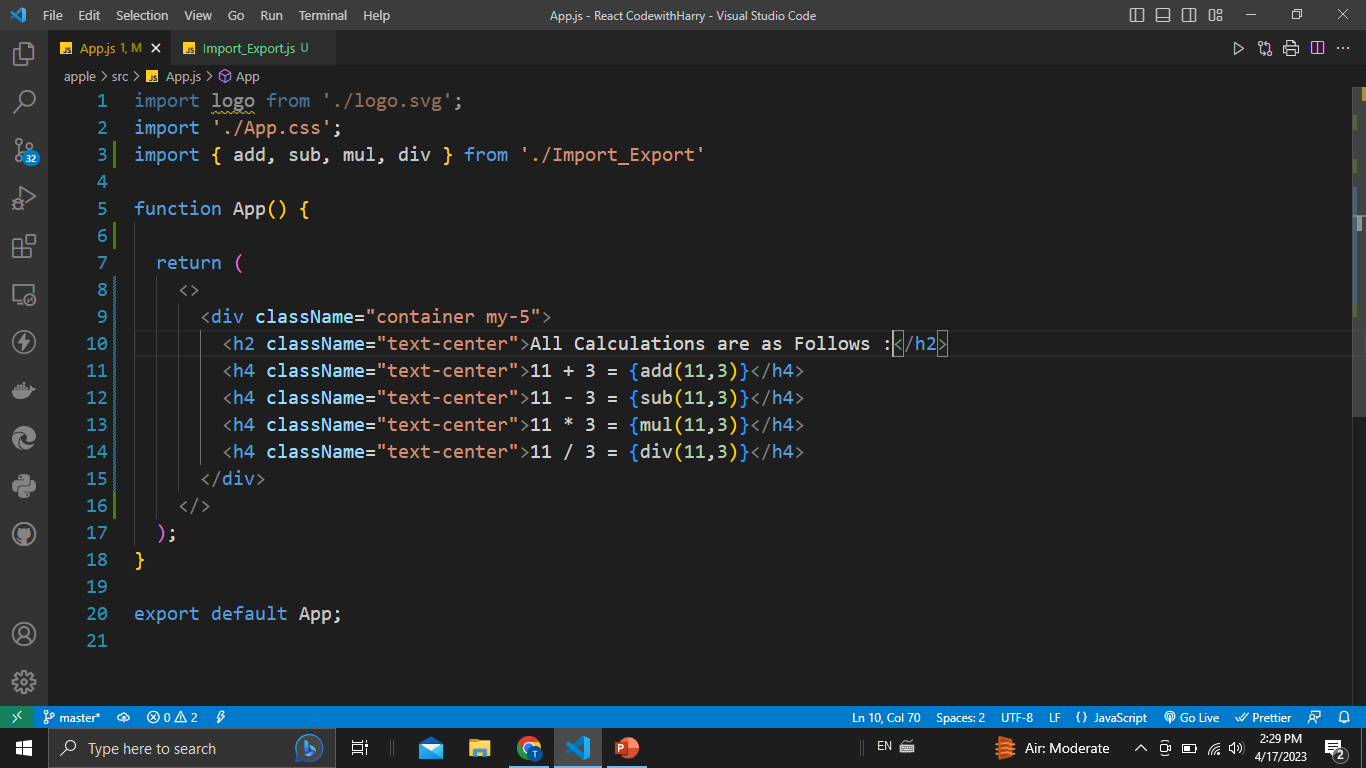 File Edit Selection View Go Run Terminal Help App.js - React CodewithHarry - Visual Studio Code
JS App.js 1, M JS Import_Export.js U
apple > src > JS App.js > App
1 import logo from './logo.svg';
2 import './App.css';
3 import { add, sub, mul, div } from './Import_Export'
4
5 function App() {
6
7 return (
8 <>
9 <div className="container my-5">
10 <h2 className="text-center">All Calculations are as Follows :</h2>
11 <h4 className="text-center">11 + 3 = {add(11,3)}</h4>
12 <h4 className="text-center">11 - 3 = {sub(11,3)}</h4>
13 <h4 className="text-center">11 * 3 = {mul(11,3)}</h4>
14 <h4 className="text-center">11 / 3 = {div(11,3)}</h4>
15 </div>
16 </>
17 );
18 }
19
20 export default App;
21
32
master* 0 2 Ln 10, Col 70 Spaces: 2 UTF-8 LF {} JavaScript Go Live Prettier
Type here to search T P EN Air: Moderate 2:29 PM
4/17/2023 2